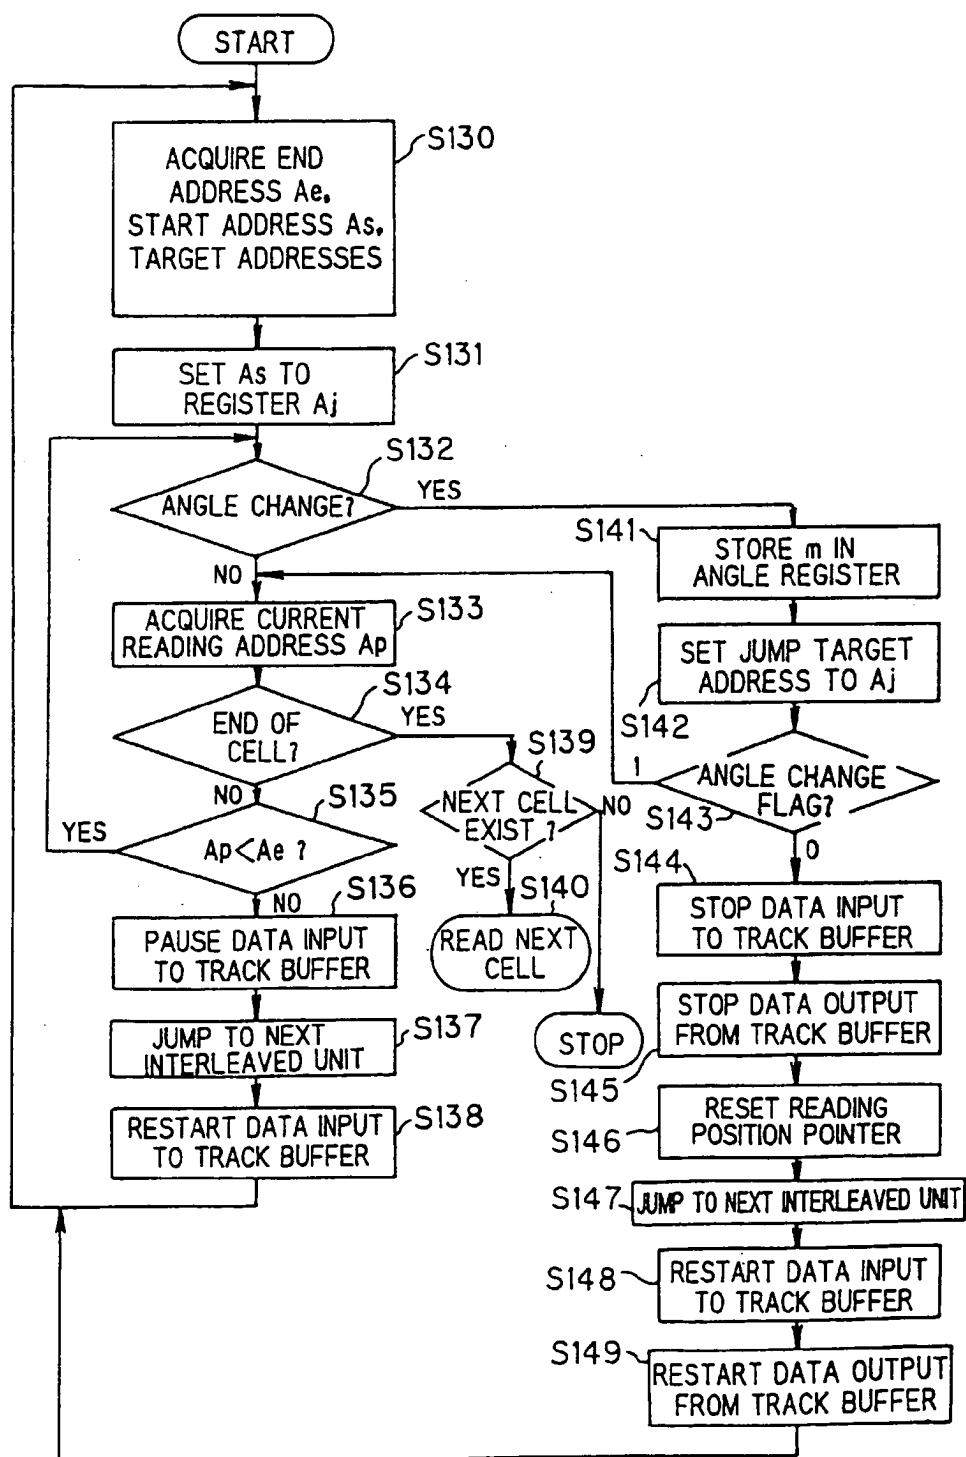 START
S130
ACQUIRE END
ADDRESS Ae,
START ADDRESS As,
TARGET ADDRESSES
S131
SET As TO
REGISTER Aj
S132
ANGLE CHANGE?
YES
NO
S133
ACQUIRE CURRENT
READING ADDRESS Ap
S134
END OF
CELL?
YES
NO
S135
Ap<Ae ?
YES
NO
S136
PAUSE DATA INPUT
TO TRACK BUFFER
S137
JUMP TO NEXT
INTERLEAVED UNIT
S138
RESTART DATA INPUT
TO TRACK BUFFER
S139
NEXT CELL
EXIST ?
NO
YES
S140
READ NEXT
CELL
STOP
S141
STORE m IN
ANGLE REGISTER
SET JUMP TARGET
ADDRESS TO Aj
S142
1
ANGLE CHANGE
FLAG?
S143
0
S144
STOP DATA INPUT
TO TRACK BUFFER
STOP DATA OUTPUT
FROM TRACK BUFFER
S145
RESET READING
POSITION POINTER
S146
S147
JUMP TO NEXT INTERLEAVED UNIT
S148
RESTART DATA INPUT
TO TRACK BUFFER
S149
RESTART DATA OUTPUT
FROM TRACK BUFFER